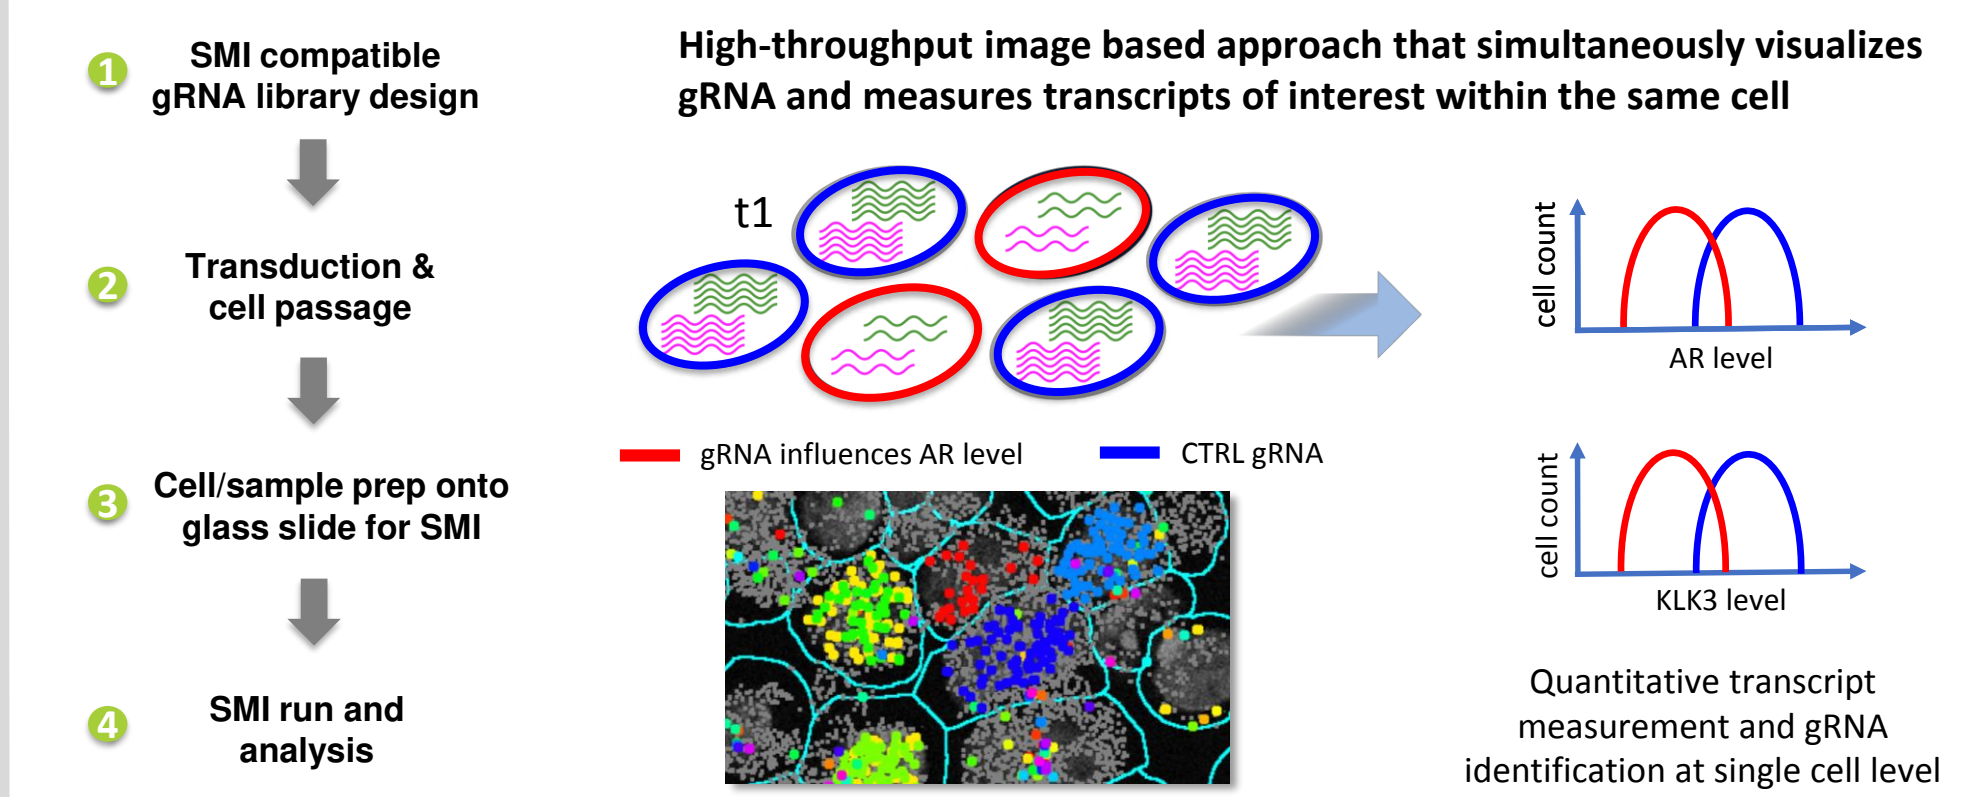 1
SMI compatible
gRNA library design
2
Transduction &
cell passage
3
Cell/sample prep onto
glass slide for SMI
4
SMI run and
analysis
High-throughput image based approach that simultaneously visualizes
gRNA and measures transcripts of interest within the same cell
t1
gRNA influences AR level
CTRL gRNA
cell count
AR level
cell count
KLK3 level
Quantitative transcript
measurement and gRNA
identification at single cell level